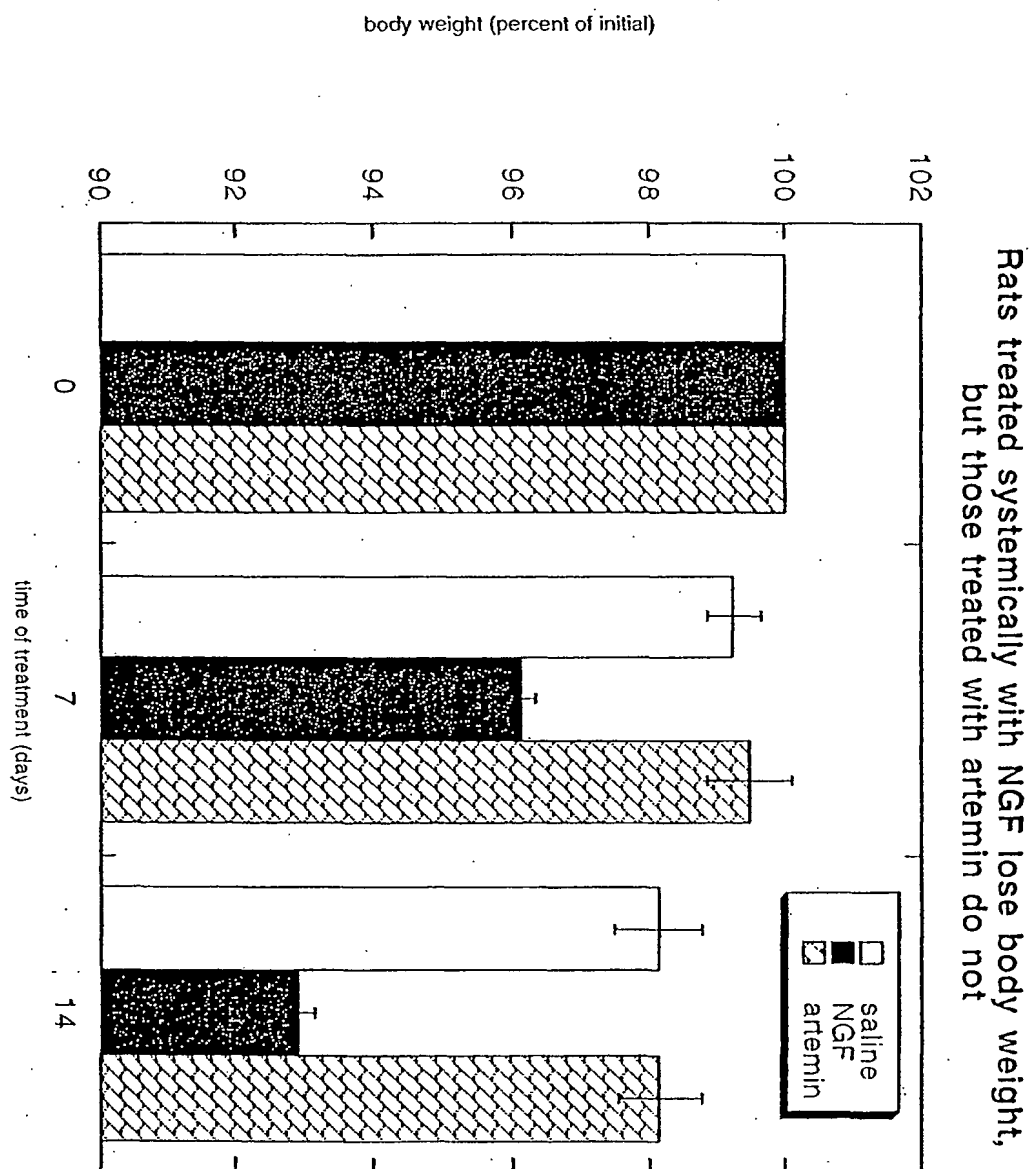 Rats treated systemically with NGF lose body weight,
but those treated with artemin do not
body weight (percent of initial)
102
100
98
96
94
92
90
saline
NGF
artemin
0
7
14
time of treatment (days)